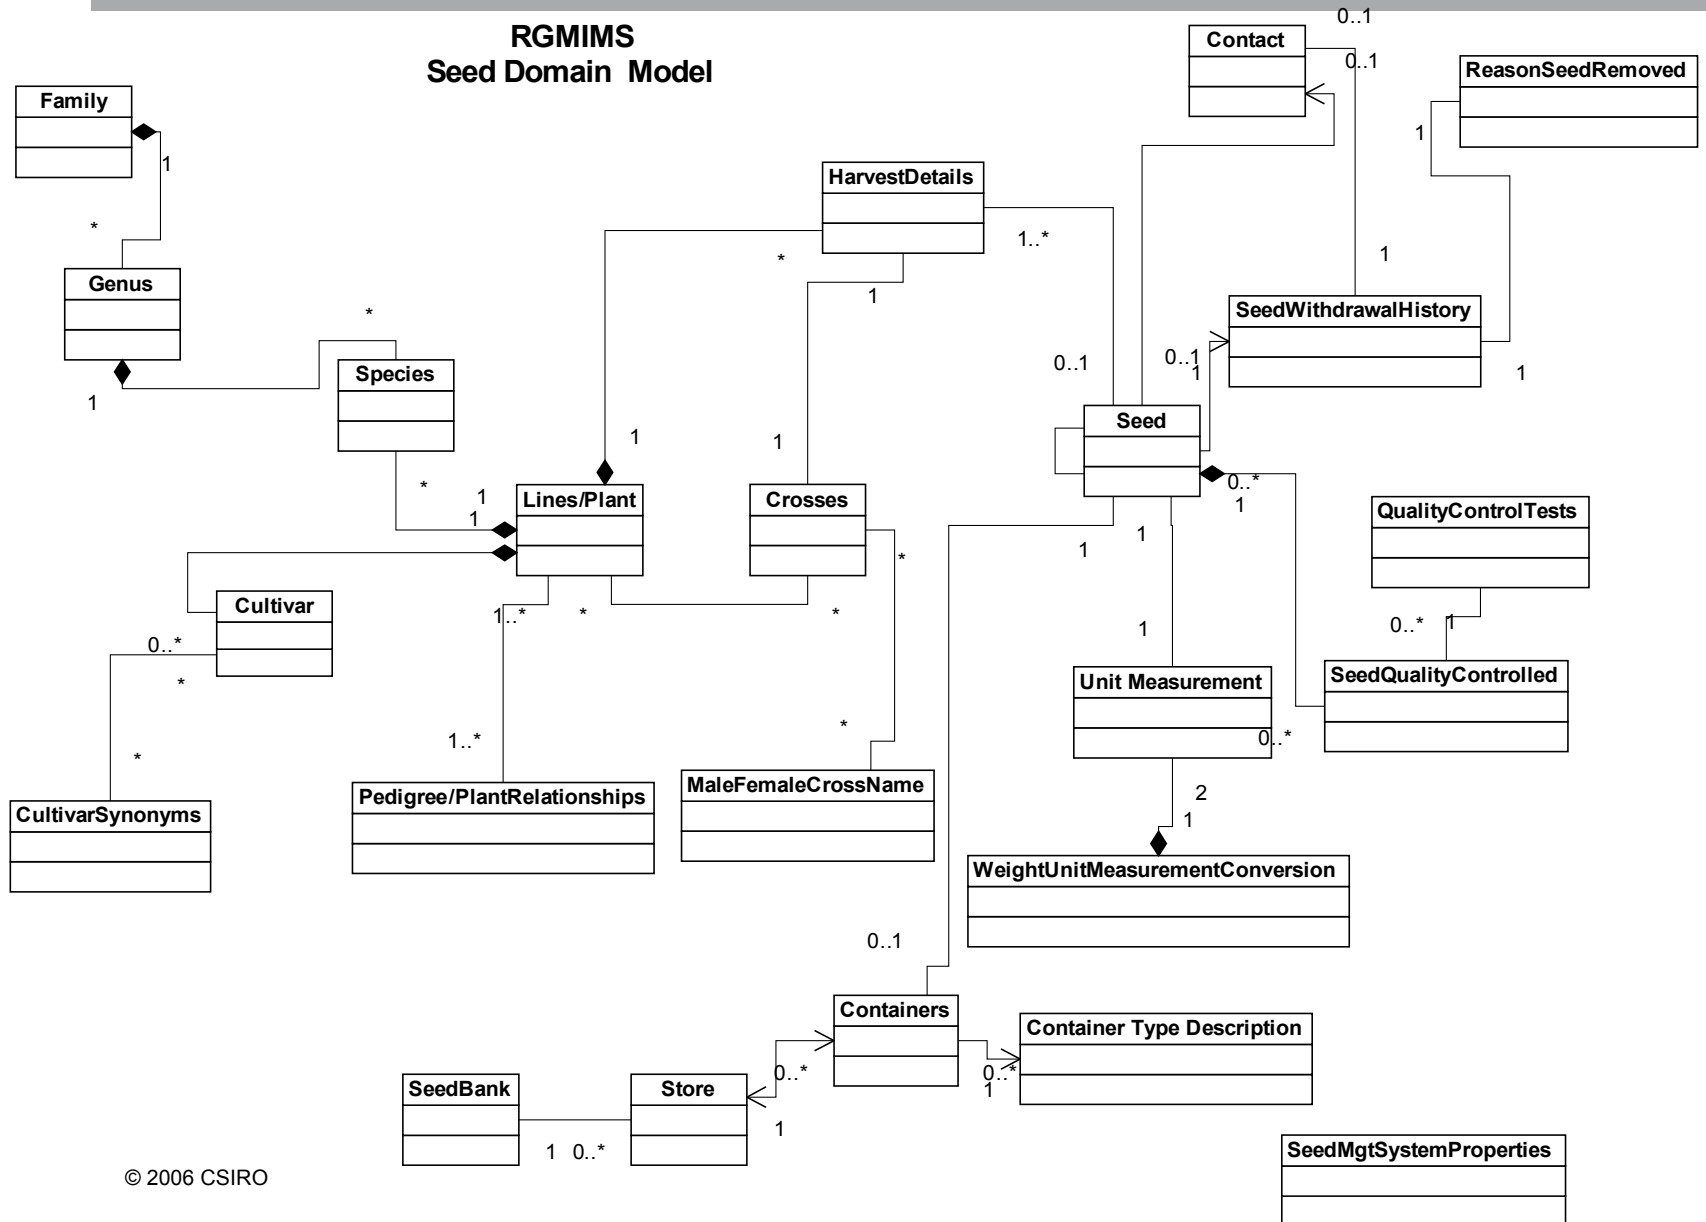 RGMIMS
Seed Domain Model
0..1
Contact
0..1
ReasonSeedRemoved
Family
1
1
HarvestDetails
*
1..*
*
1
Genus
1
SeedWithdrawalHistory
*
0..1
0..1
1
1
Species
1
Seed
1
1
*
1
1
Lines/Plant
Crosses
0..*
1
QualityControlTests
1
1
*
Cultivar
1..*
*
*
0..*
1
0..*
1
*
SeedQualityControlled
Unit Measurement
*
1..*
0..*
*
MaleFemaleCrossName
Pedigree/PlantRelationships
2
1
CultivarSynonyms
WeightUnitMeasurementConversion
0..1
Containers
Container Type Description
0..*
0..*
1
SeedBank
Store
1
1
0..*
SeedMgtSystemProperties
© 2006 CSIRO